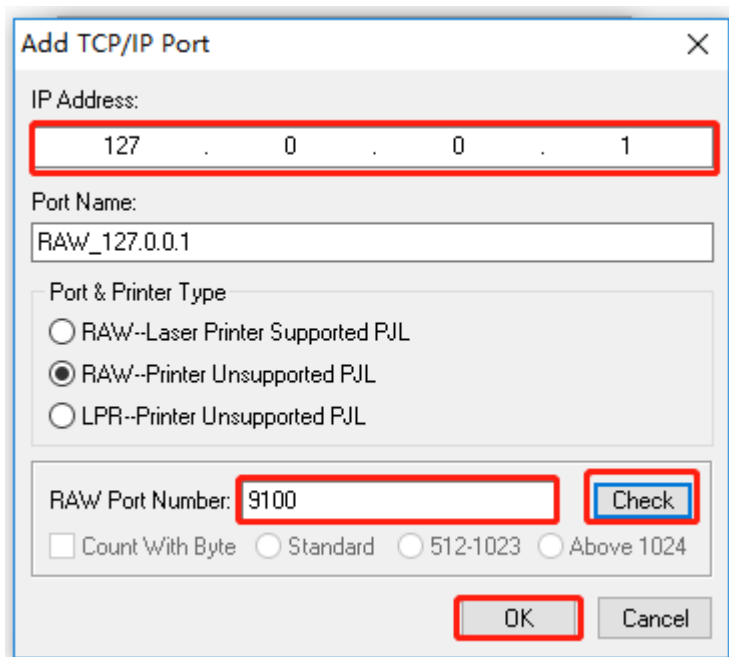 Add TCP/IP Port
IP Address:
127 . 0 . 0 . 1
Port Name:
RAW_127.0.0.1
Port & Printer Type
RAW--Laser Printer Supported PJL
RAW--Printer Unsupported PJL
LPR--Printer Unsupported PJL
RAW Port Number: 9100 Check
Count With Byte Standard 512-1023 Above 1024
OK Cancel